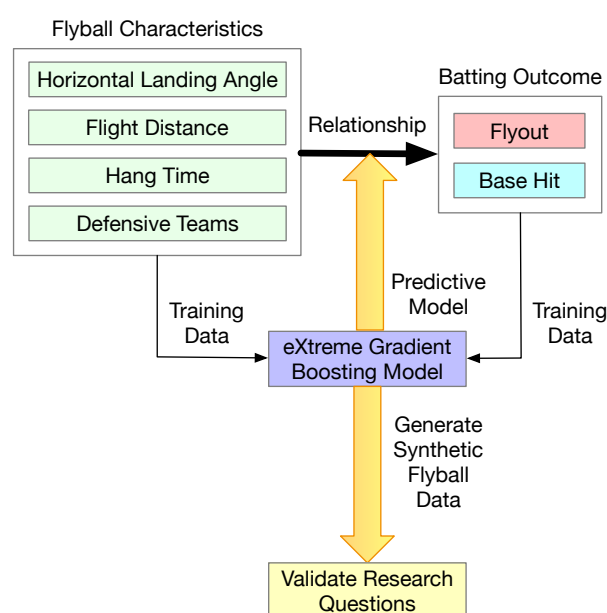 Flyball Characteristics
Horizontal Landing Angle
Flight Distance
Hang Time
Defensive Teams
Relationship
Batting Outcome
Flyout
Base Hit
Training
Data
Predictive
Model
Training
Data
eXtreme Gradient
Boosting Model
Generate
Synthetic
Flyball
Data
Validate Research
Questions